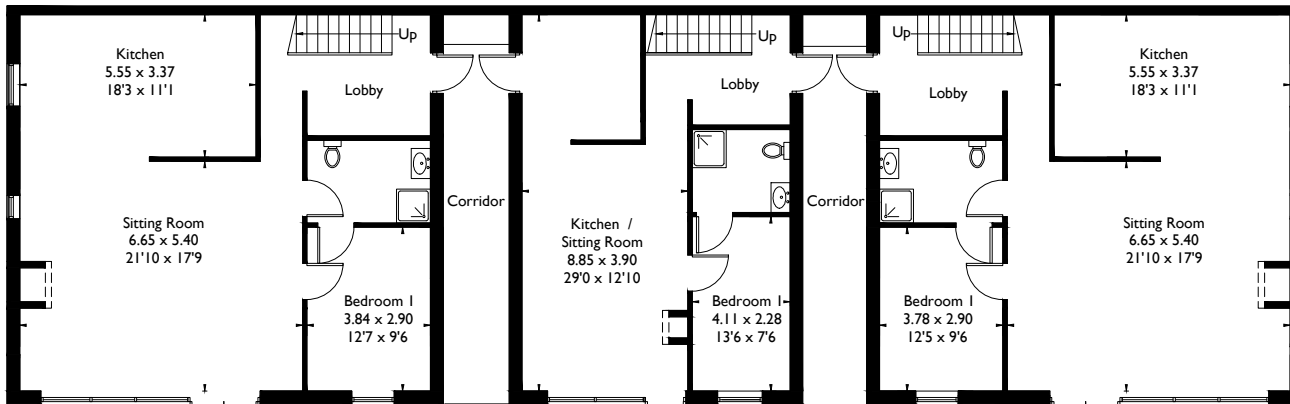 Kitchen
5.55 x 3.37
18'3 x 11'1
Up
Lobby
Sitting Room
6.65 x 5.40
21'10 x 17'9
Bedroom 1
3.84 x 2.90
12'7 x 9'6
Corridor
Up
Lobby
Kitchen /
Sitting Room
8.85 x 3.90
29'0 x 12'10
Bedroom 1
4.11 x 2.28
13'6 x 7'6
Corridor
Up
Lobby
Bedroom 1
3.78 x 2.90
12'5 x 9'6
Kitchen
5.55 x 3.37
18'3 x 11'1
Sitting Room
6.65 x 5.40
21'10 x 17'9